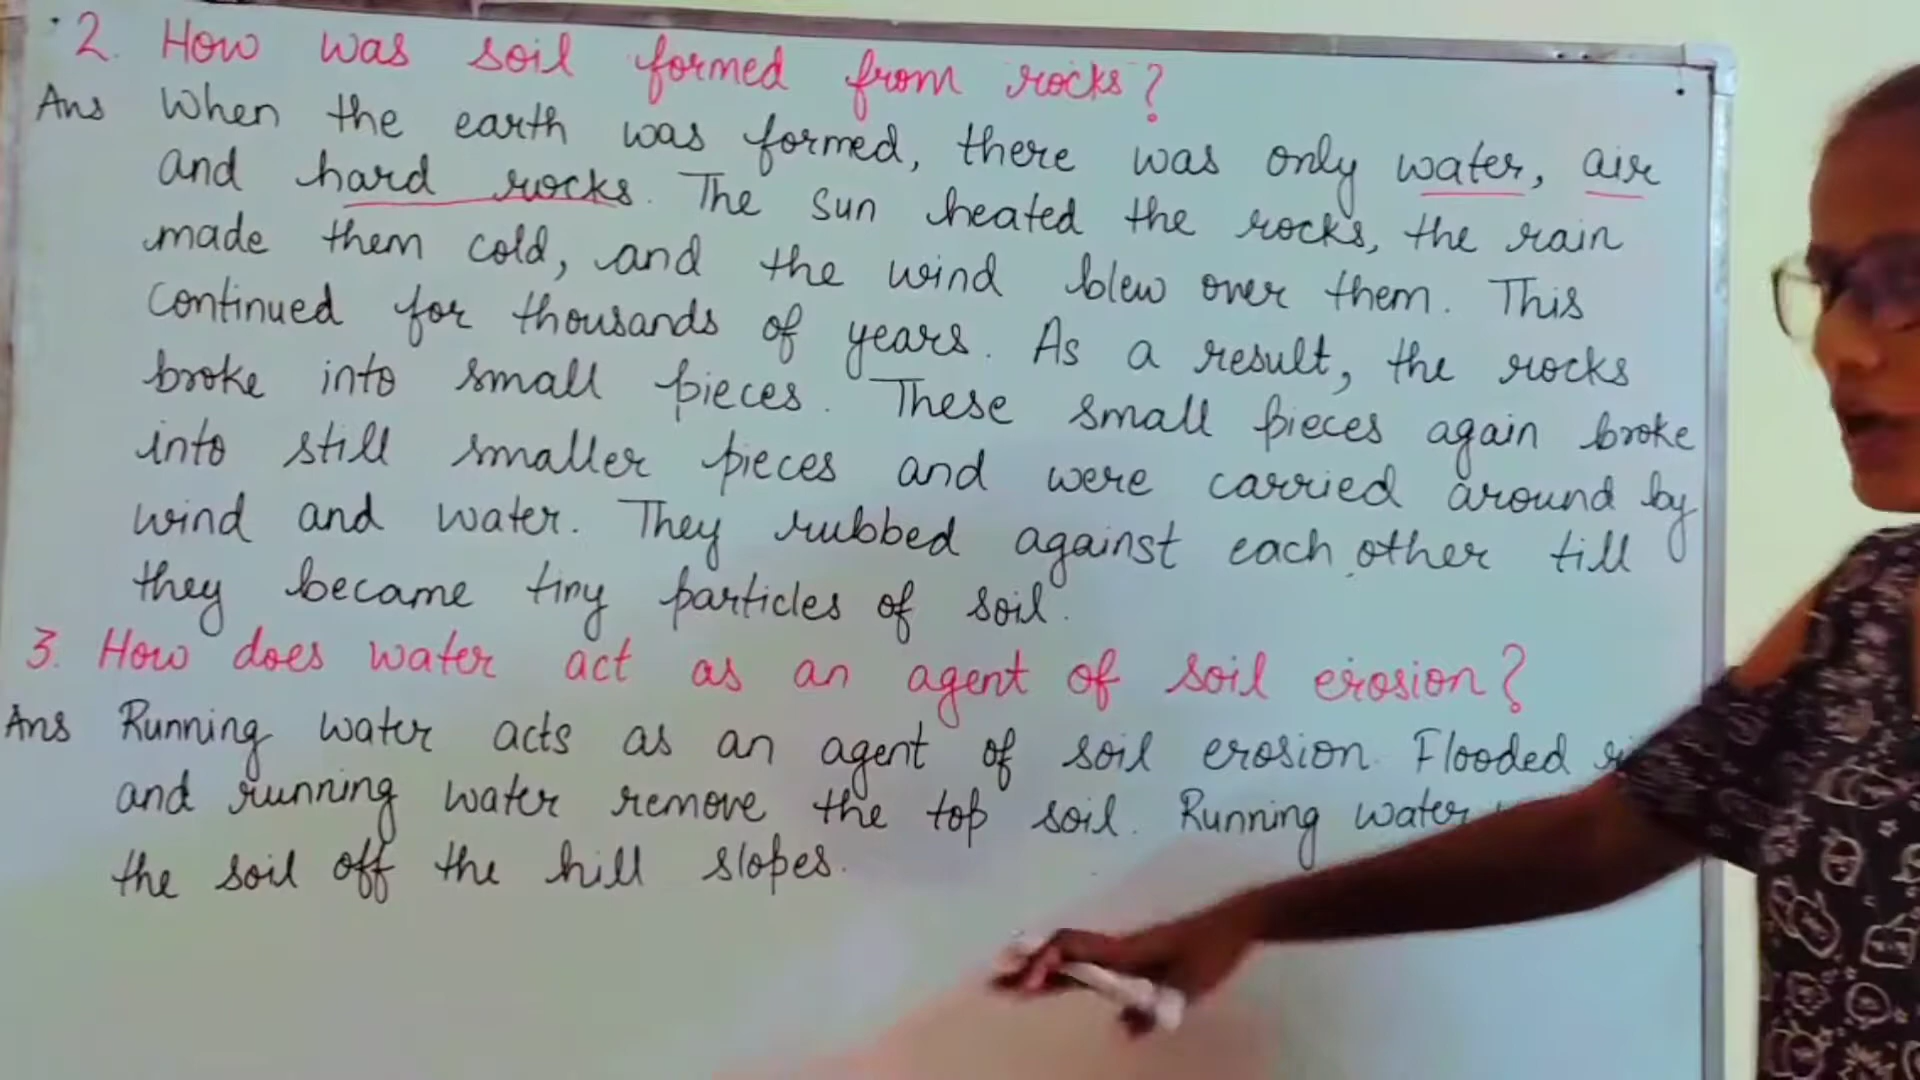 2. How was soil formed from rocks?
Ans When the earth was formed, there was only water, air
and hard rocks. The sun heated the rocks, the rain
made them cold, and the wind blew over them. This
continued for thousands of years. As a result, the rocks
broke into small pieces. These small pieces again broke
into still smaller pieces and were carried around by
wind and water. They rubbed against each other till
they became tiny particles of soil.
3. How does water act as an agent of soil erosion?
Ans Running water acts as an agent of soil erosion. Flooded
and running water remove the top soil. Running water
the soil off the hill slopes.